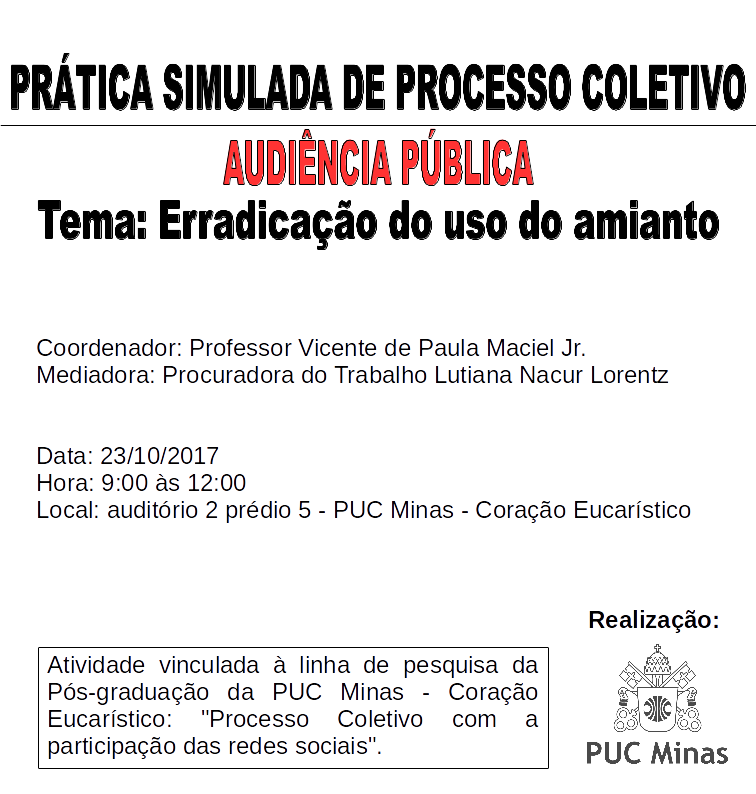 PRÁTICA SIMULADA DE PROCESSO COLETIVO
AUDIÊNCIA PÚBLICA
Tema: Erradicação do uso do amianto
Coordenador: Professor Vicente de Paula Maciel Jr.
Mediadora: Procuradora do Trabalho Lutiana Nacur Lorentz
Data: 23/10/2017
Hora: 9:00 às 12:00
Local: auditório 2 prédio 5 - PUC Minas - Coração Eucarístico
Realização:
Atividade vinculada à linha de pesquisa da
Pós-graduação da PUC Minas - Coração
Eucarístico: "Processo Coletivo com a
participação das redes sociais".
PUC Minas